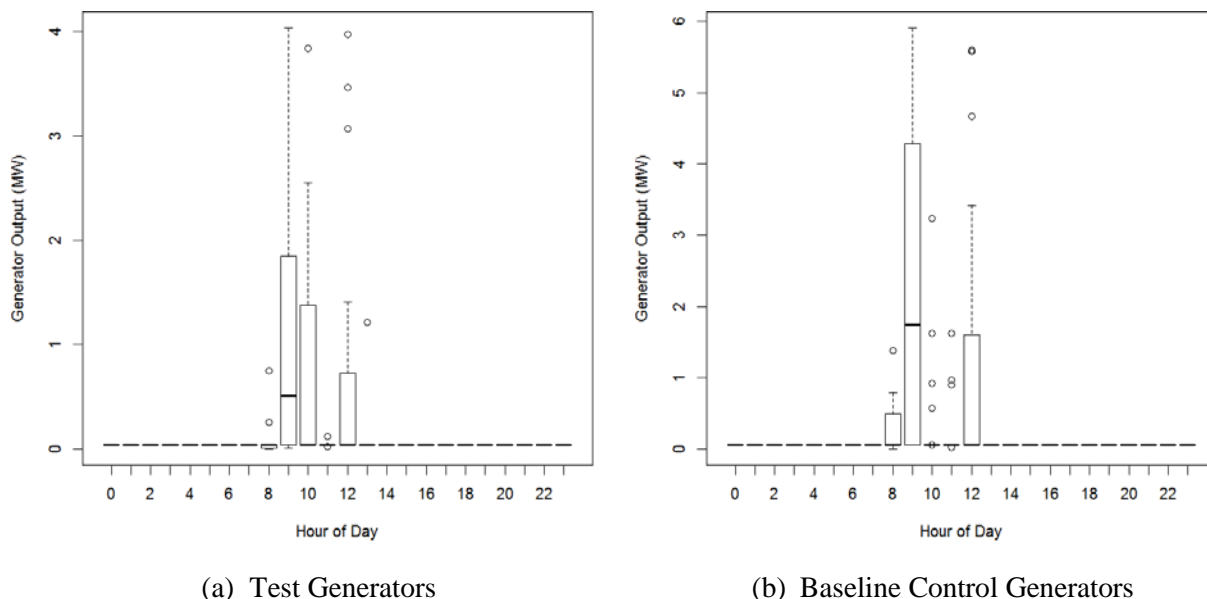 Generator Output (MW)
4
3
2
1
0
0 2 4 6 8 10 12 14 16 18 20 22
Hour of Day
(a) Test Generators
Generator Output (MW)
6
5
4
3
2
1
0
0 2 4 6 8 10 12 14 16 18 20 22
Hour of Day
(b) Baseline Control Generators